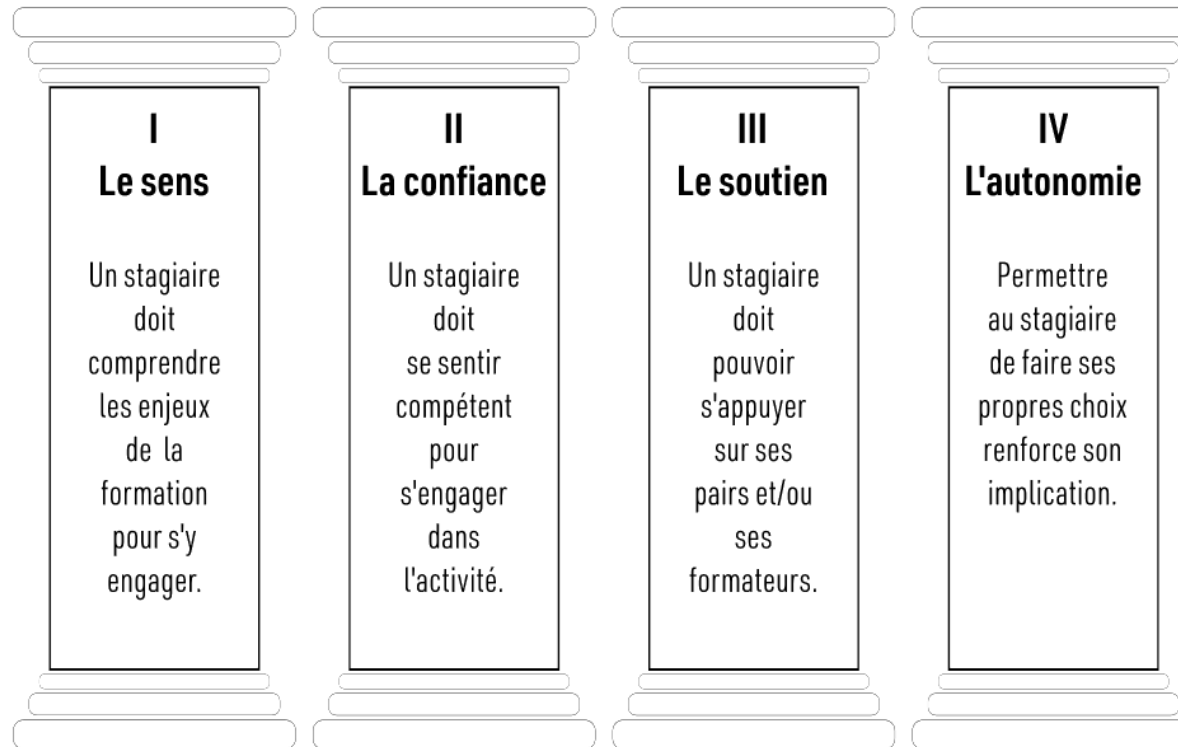 I
Le sens
Un stagiaire
doit
comprendre
les enjeux
de la
formation
pour s'y
engager.
II
La confiance
Un stagiaire
doit
se sentir
compétent
pour
s'engager
dans
l'activité.
III
Le soutien
Un stagiaire
doit
pouvoir
s'appuyer
sur ses
pairs et/ou
ses
formateurs.
IV
L'autonomie
Permettre
au stagiaire
de faire ses
propres choix
renforce son
implication.